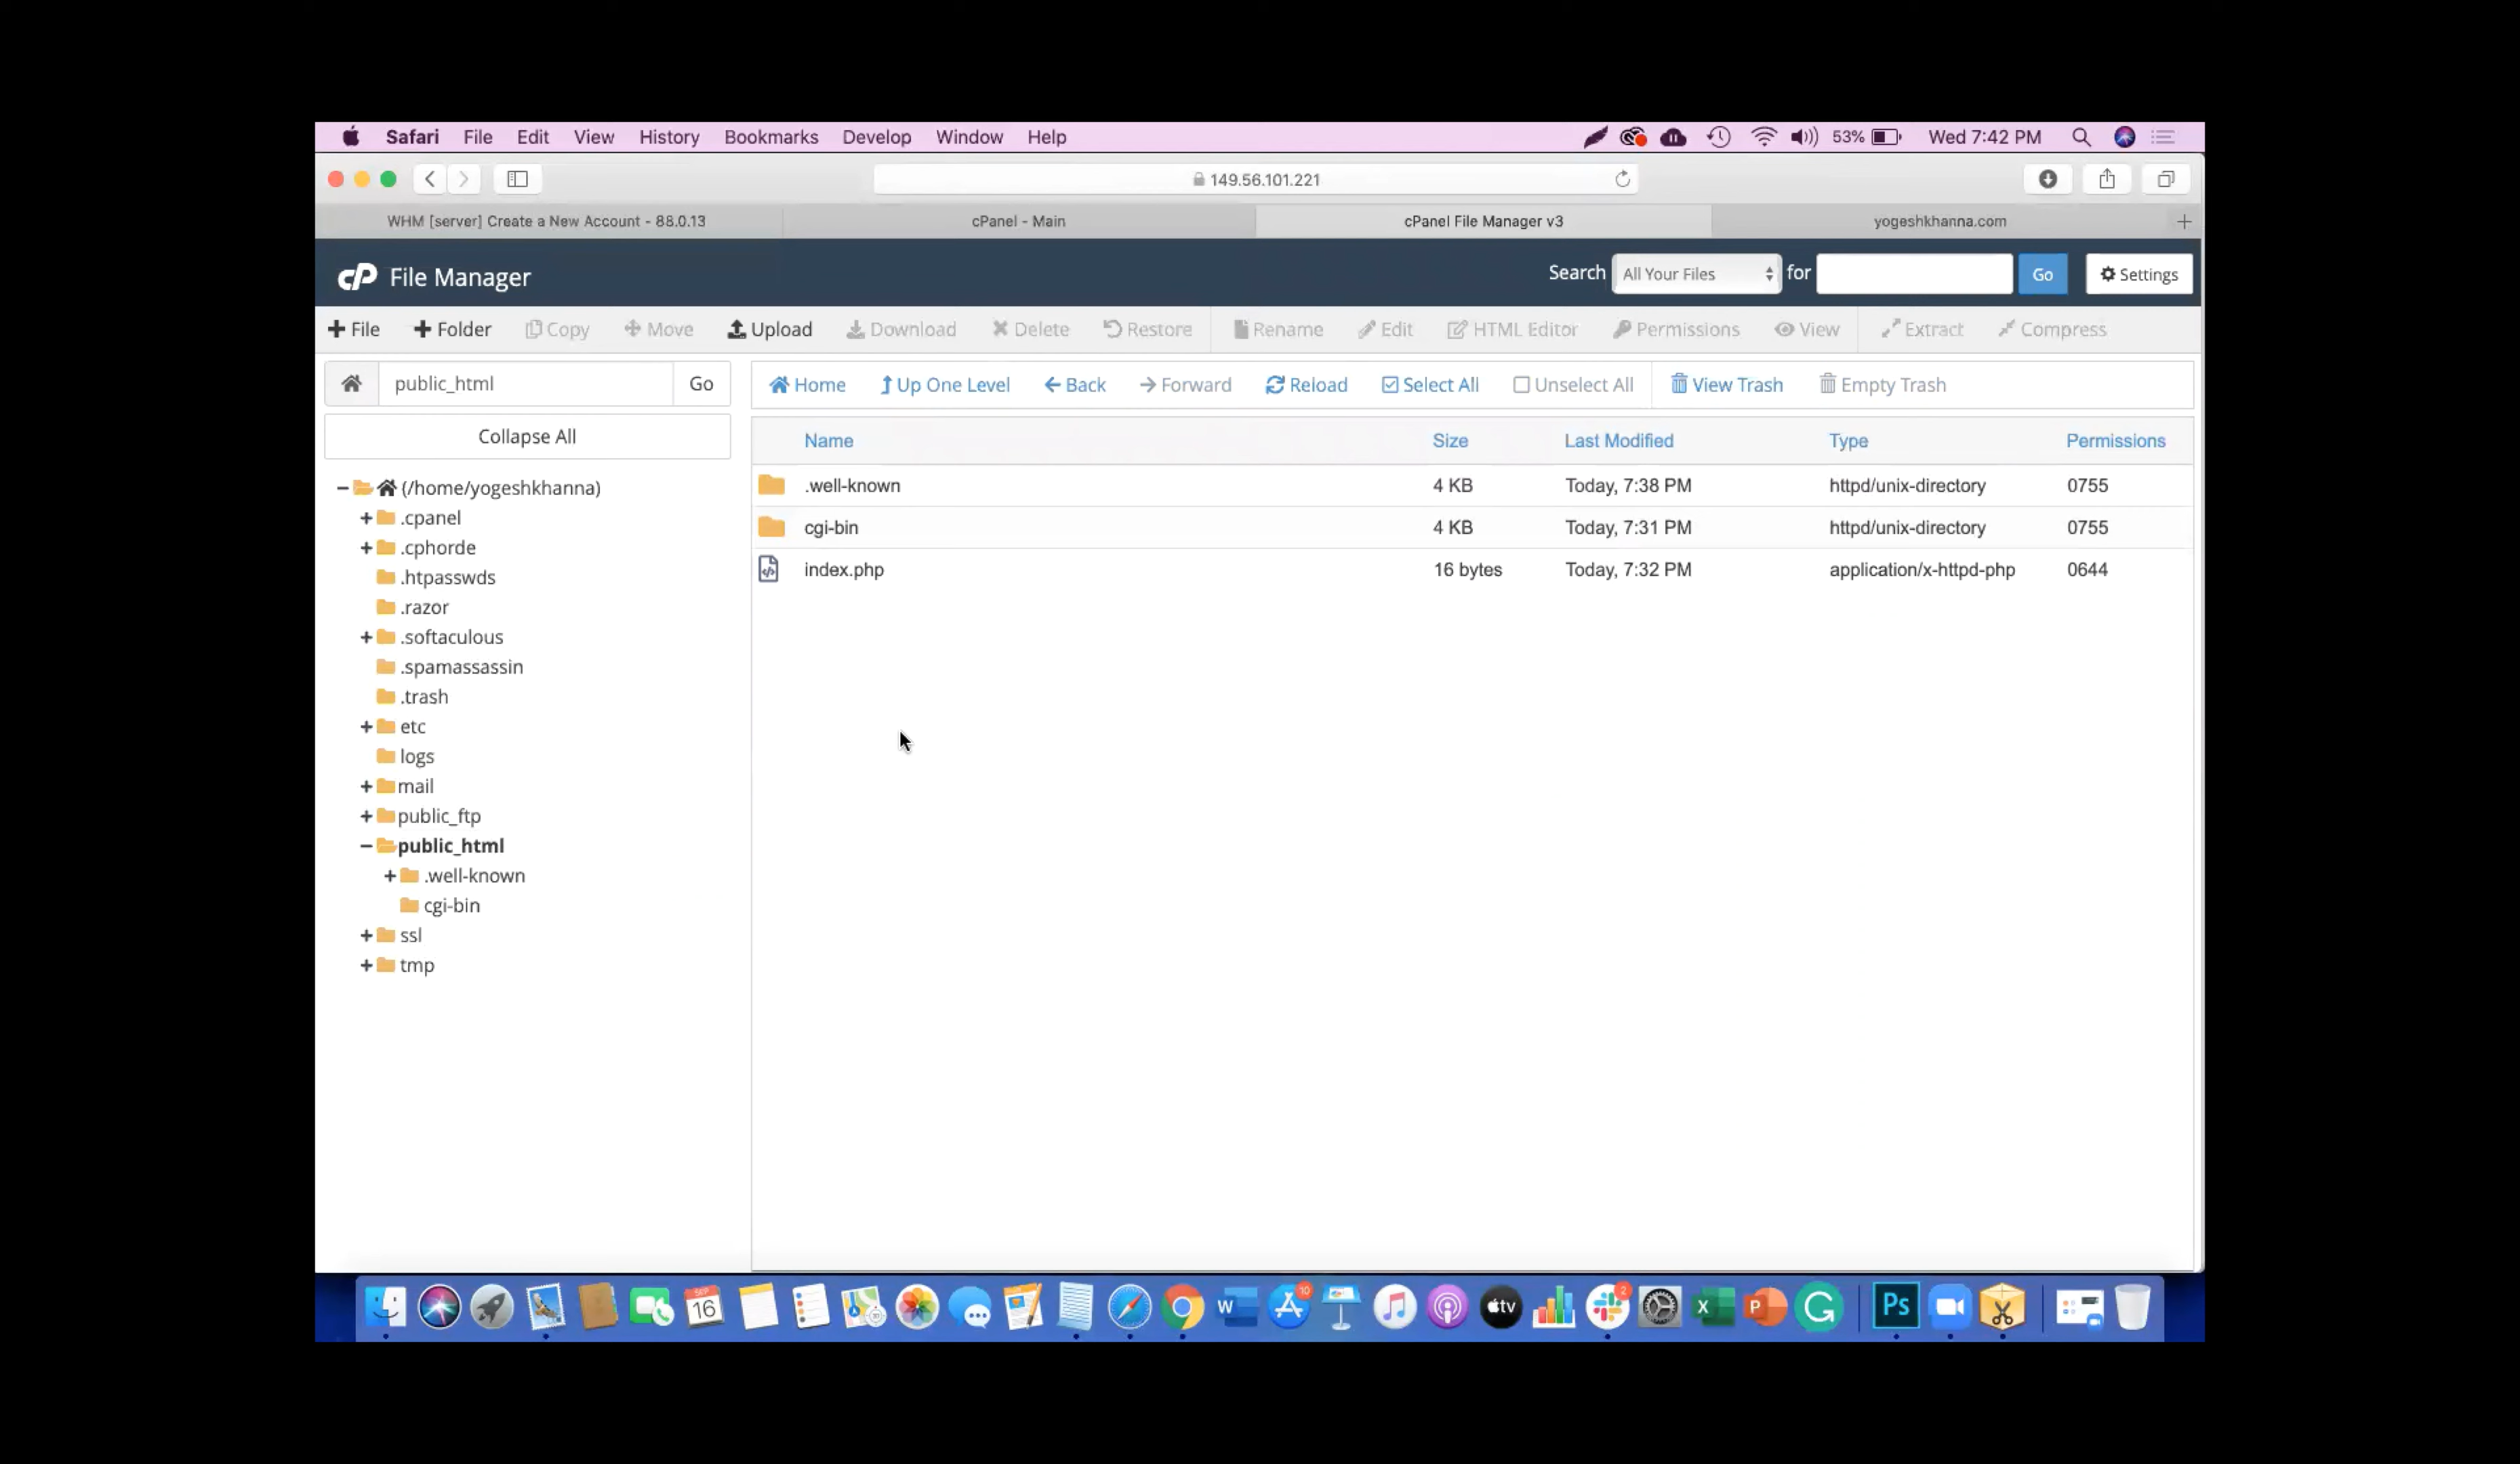 Safari File Edit View History Bookmarks Develop Window Help 53% Wed 7:42 PM
149.56.101.221
WHM [server] Create a New Account - 88.0.13 cPanel - Main cPanel File Manager v3 yogeshkhanna.com
cP File Manager Search All Your Files for Go Settings
File Folder Copy Move Upload Download Delete Restore Rename Edit HTML Editor Permissions View Extract Compress
public_html Go Home Up One Level Back Forward Reload Select All Unselect All View Trash Empty Trash
Collapse All
Name Size Last Modified Type Permissions
.well-known 4 KB Today, 7:38 PM httpd/unix-directory 0755
cgi-bin 4 KB Today, 7:31 PM httpd/unix-directory 0755
index.php 16 bytes Today, 7:32 PM application/x-httpd-php 0644
(/home/yogeshkhanna)
.cpanel
.cphorde
.htpasswds
.razor
.softaculous
.spamassassin
.trash
etc
logs
mail
public_ftp
public_html
.well-known
cgi-bin
ssl
tmp
SEP
16
W
10
tv
2
X
P
G
Ps